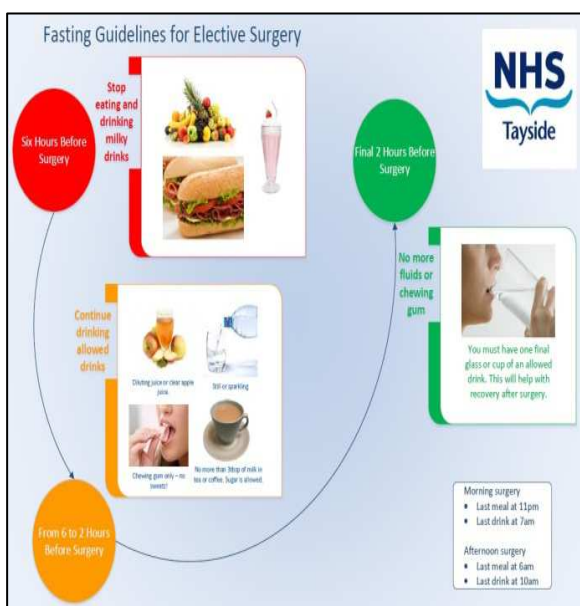 Fasting Guidelines for Elective Surgery
NHS
Tayside
Six Hours Before
Surgery
Stop
eating and
drinking
milky
drinks
Final 2 Hours Before
Surgery
No more
fluids or
chewing
gum
You must have one final
glass or cup of an allowed
drink. This will help with
recovery after surgery.
Continue
drinking
allowed
drinks
Diluting juice or clear apple
juice.
Still or sparkling
Chewing gum only – no
sweets!
No more than 3tbsp of milk in
tea or coffee. Sugar is allowed.
From 6 to 2 Hours
Before Surgery
Morning surgery
▪ Last meal at 11pm
▪ Last drink at 7am
Afternoon surgery
▪ Last meal at 6am
▪ Last drink at 10am